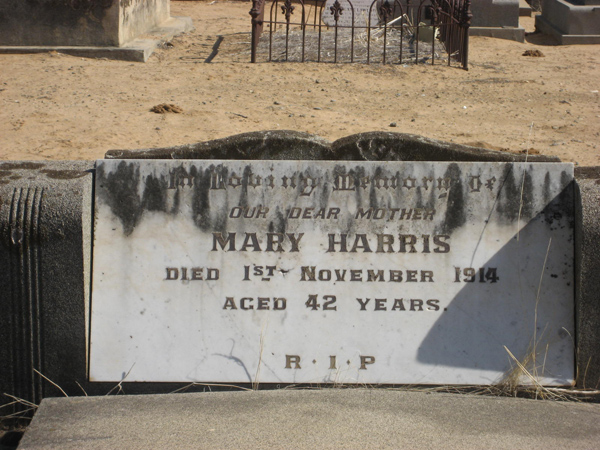 In Loving Memory of
OUR DEAR MOTHER
MARY HARRIS
DIED 1ST NOVEMBER 1914
AGED 42 YEARS.
R·I·P